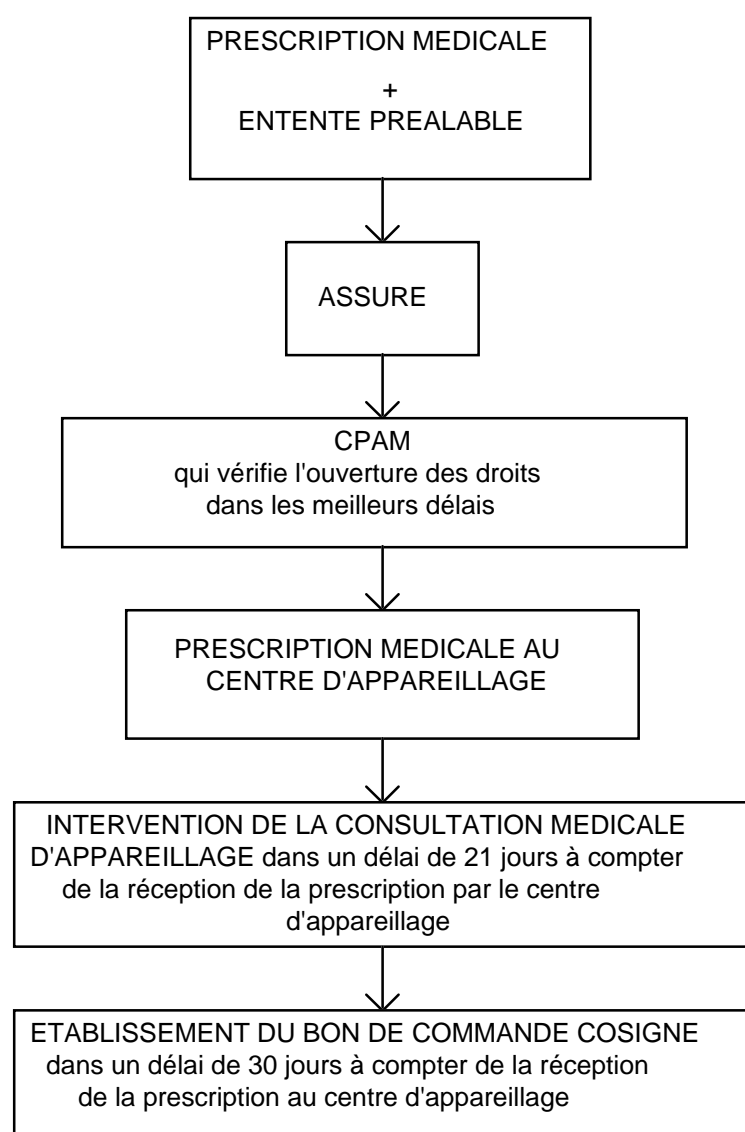 PRESCRIPTION MEDICALE
+
ENTENTE PREALABLE
ASSURE
CPAM
qui vérifie l'ouverture des droits
dans les meilleurs délais
PRESCRIPTION MEDICALE AU
CENTRE D'APPAREILLAGE
INTERVENTION DE LA CONSULTATION MEDICALE
D'APPAREILLAGE dans un délai de 21 jours à compter
de la réception de la prescription par le centre
d'appareillage
ETABLISSEMENT DU BON DE COMMANDE COSIGNE
dans un délai de 30 jours à compter de la réception
de la prescription au centre d'appareillage